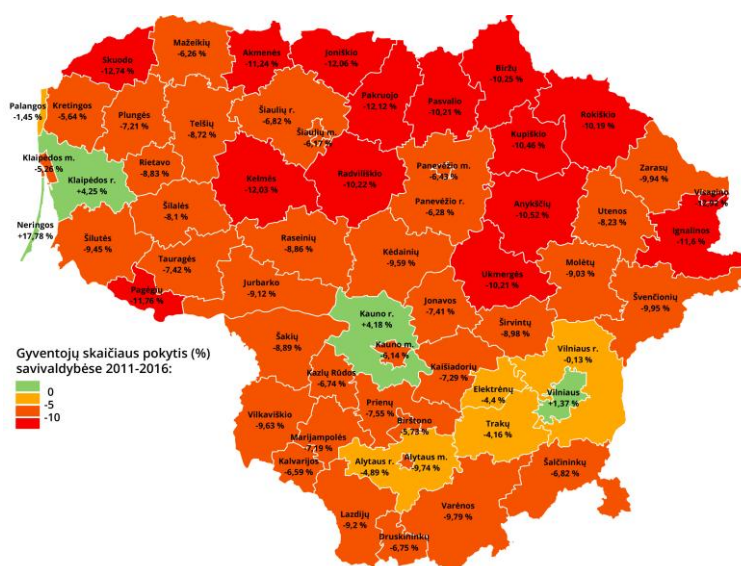 Skuodo
-12,74 %
Mažeikių
-6,26 %
Akmenės
-11,24 %
Joniškio
-12,06 %
Pakruojo
-12,12 %
Pasvalio
-10,21 %
Biržų
-10,25 %
Rokiškio
-10,19 %
Kupiškio
-10,46 %
Palangos
-1,45 %
Kretingos
-5,64 %
Plungės
-7,21 %
Telšių
-8,72 %
Šiaulių r.
-6,82 %
Šiaulių m.
-6,17 %
Klaipėdos m.
-5,26 %
Klaipėdos r.
+4,25 %
Rietavo
-8,83 %
Kelmės
-12,03 %
Radviliškio
-10,22 %
Panevėžio m.
-6,43 %
Panevėžio r.
-6,28 %
Zarasų
-9,94 %
Visagino
Anykščių
-10,52 %
Utenos
-8,23 %
Ignalinos
-11,6 %
Neringos
+17,78 %
Šilalės
-8,1 %
Šilutės
-9,45 %
Tauragės
-7,42 %
Raseinių
-8,86 %
Kėdainių
-9,59 %
Ukmergės
-10,21 %
Molėtų
-9,03 %
Švenčionių
-9,95 %
Pagėgių
-11,76 %
Jurbarko
-9,12 %
Jonavos
-7,41 %
Kauno r.
+4,18 %
Kauno m.
-6,14 %
Širvintų
-8,98 %
Šakių
-8,89 %
Kaišiadorių
-7,29 %
Vilniaus r.
-0,13 %
Elektrėnų
-4,4 %
Vilniaus
+1,37 %
Kazlų Rūdos
-6,74 %
Prienų
-7,55 %
Birštono
-5,73 %
Trakų
-4,16 %
Vilkaviškio
-9,63 %
Marijampolės
-7,19 %
Kalvarijos
-6,59 %
Alytaus r.
-4,89 %
Alytaus m.
-9,74 %
Šalčininkų
-6,82 %
Lazdijų
-9,2 %
Varėnos
-9,79 %
Druskininkų
-6,75 %
Gyventojų skaičiaus pokytis (%)
savivaldybėse 2011-2016:
0
-5
-10